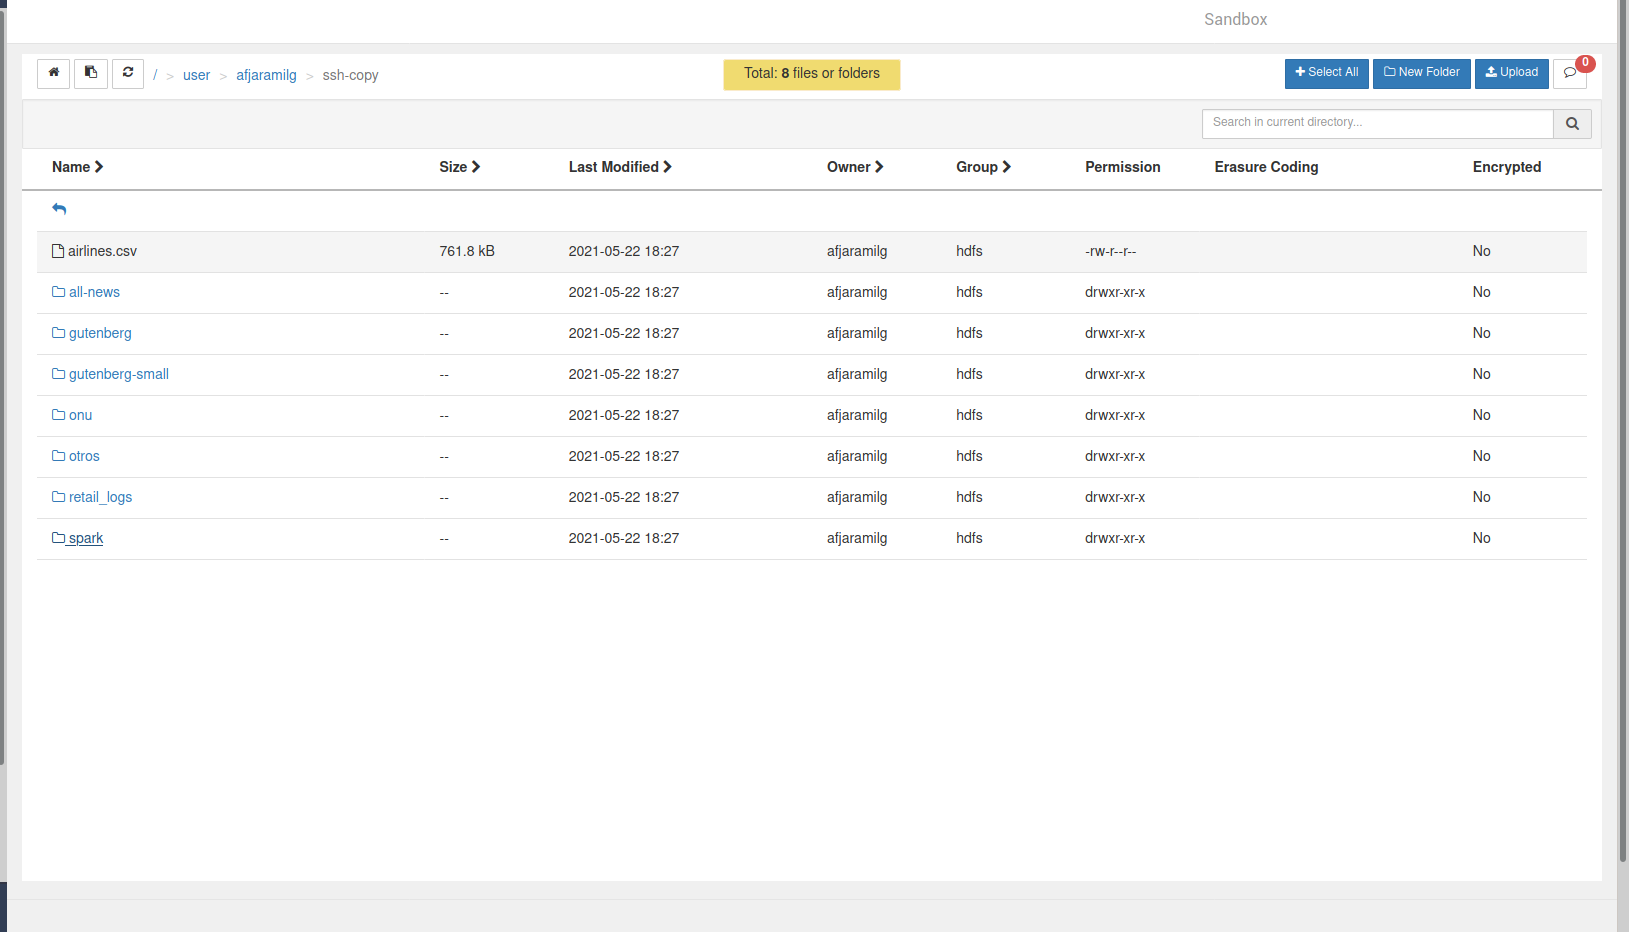 Sandbox
/ > user > afjaramilg > ssh-copy Total: 8 files or folders Select All New Folder Upload 0
Search in current directory...
Name Size Last Modified Owner Group Permission Erasure Coding Encrypted
airlines.csv 761.8 kB 2021-05-22 18:27 afjaramilg hdfs -rw-r--r-- No
all-news -- 2021-05-22 18:27 afjaramilg hdfs drwxr-xr-x No
gutenberg -- 2021-05-22 18:27 afjaramilg hdfs drwxr-xr-x No
gutenberg-small -- 2021-05-22 18:27 afjaramilg hdfs drwxr-xr-x No
onu -- 2021-05-22 18:27 afjaramilg hdfs drwxr-xr-x No
otros -- 2021-05-22 18:27 afjaramilg hdfs drwxr-xr-x No
retail_logs -- 2021-05-22 18:27 afjaramilg hdfs drwxr-xr-x No
spark -- 2021-05-22 18:27 afjaramilg hdfs drwxr-xr-x No